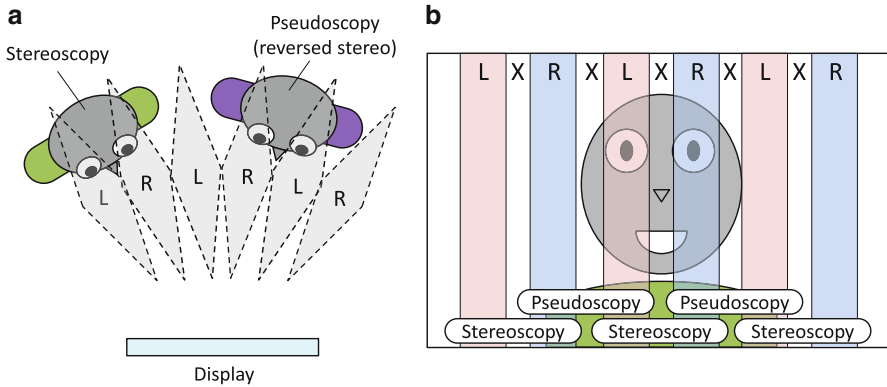 a
Stereoscopy
Pseudoscopy
(reversed stereo)
L R L R L R
Display
b
L X R X L X R X L X R
Pseudoscopy Pseudoscopy
Stereoscopy Stereoscopy Stereoscopy